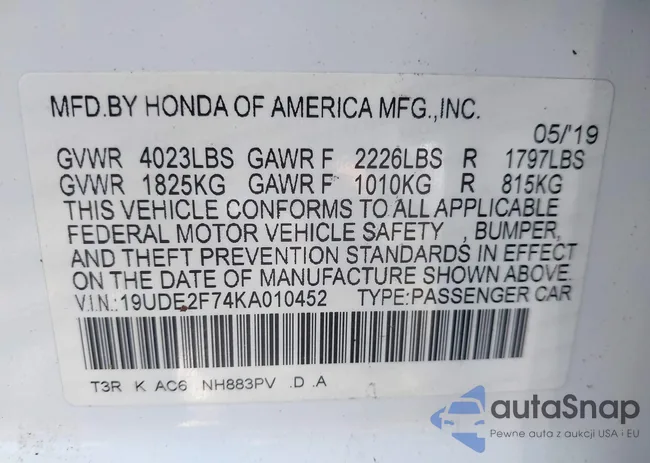 MFD.BY HONDA OF AMERICA MFG.,INC.
05/'19
GVWR 4023LBS GAWR F 2226LBS R 1797LBS
GVWR 1825KG GAWR F 1010KG R 815KG
THIS VEHICLE CONFORMS TO ALL APPLICABLE
FEDERAL MOTOR VEHICLE SAFETY , BUMPER,
AND THEFT PREVENTION STANDARDS IN EFFECT
ON THE DATE OF MANUFACTURE SHOWN ABOVE.
V.I.N.:19UDE2F74KA010452 TYPE:PASSENGER CAR
T3R K AC6 NH883PV .D .A
autaSnap
Pewne auta z aukcji USA · EU